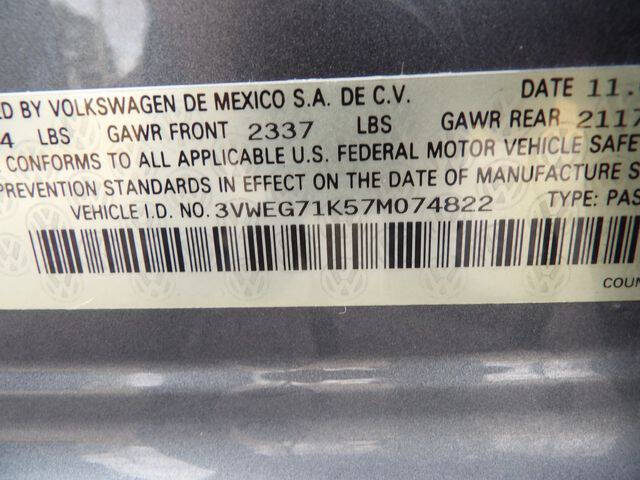 ED BY VOLKSWAGEN DE MEXICO S.A. DE C.V. DATE 11.
4 LBS GAWR FRONT 2337 LBS GAWR REAR 2117
CONFORMS TO ALL APPLICABLE U.S. FEDERAL MOTOR VEHICLE SAFE
PREVENTION STANDARDS IN EFFECT ON THE DATE OF MANUFACTURE S
VEHICLE I.D. NO. 3VWEG71K57M074822 TYPE: PAS
COUN